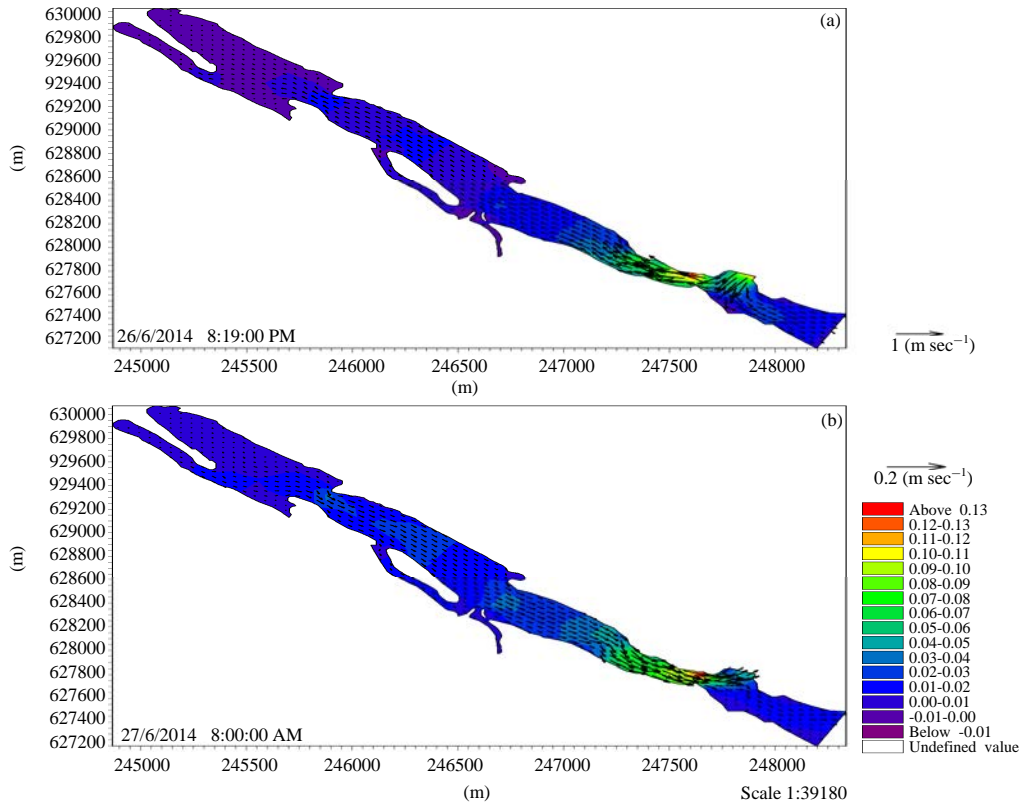 (a)
630000
629800
929600
929400
629200
629000
628800
628600
628400
628200
628000
627800
627600
627400
627200
(m)
26/6/2014 8:19:00 PM
245000 245500 246000 246500 247000 247500 248000
(m)
1 (m sec⁻¹)
(b)
630000
629800
929600
929400
629200
629000
628800
628600
628400
628200
628000
627800
627600
627400
627200
(m)
27/6/2014 8:00:00 AM
245000 245500 246000 246500 247000 247500 248000
(m)
Scale 1:39180
0.2 (m sec⁻¹)
Above 0.13
0.12-0.13
0.11-0.12
0.10-0.11
0.09-0.10
0.08-0.09
0.07-0.08
0.06-0.07
0.05-0.06
0.04-0.05
0.03-0.04
0.02-0.03
0.01-0.02
0.00-0.01
-0.01-0.00
Below -0.01
Undefined value